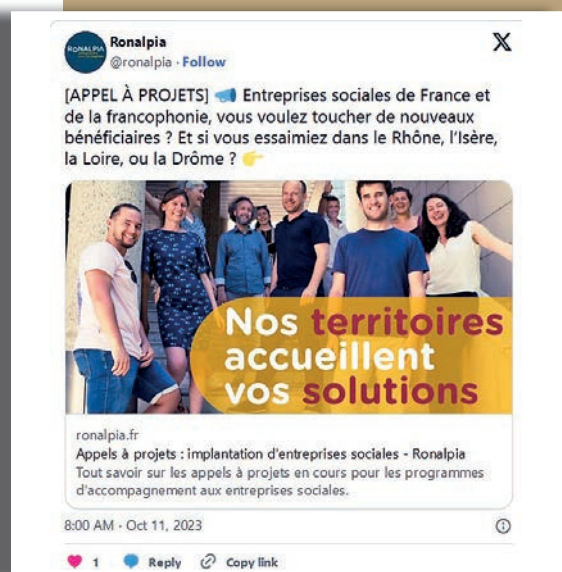 RONALPIA
Ronalpia
@ronalpia · Follow
[APPEL À PROJETS] 📣 Entreprises sociales de France et
de la francophonie, vous voulez toucher de nouveaux
bénéficiaires ? Et si vous essaimiez dans le Rhône, l'Isère,
la Loire, ou la Drôme ? 👉
Nos territoires
accueillent
vos solutions
ronalpia.fr
Appels à projets : implantation d'entreprises sociales - Ronalpia
Tout savoir sur les appels à projets en cours pour les programmes
d'accompagnement aux entreprises sociales.
8:00 AM · Oct 11, 2023
1 Reply Copy link